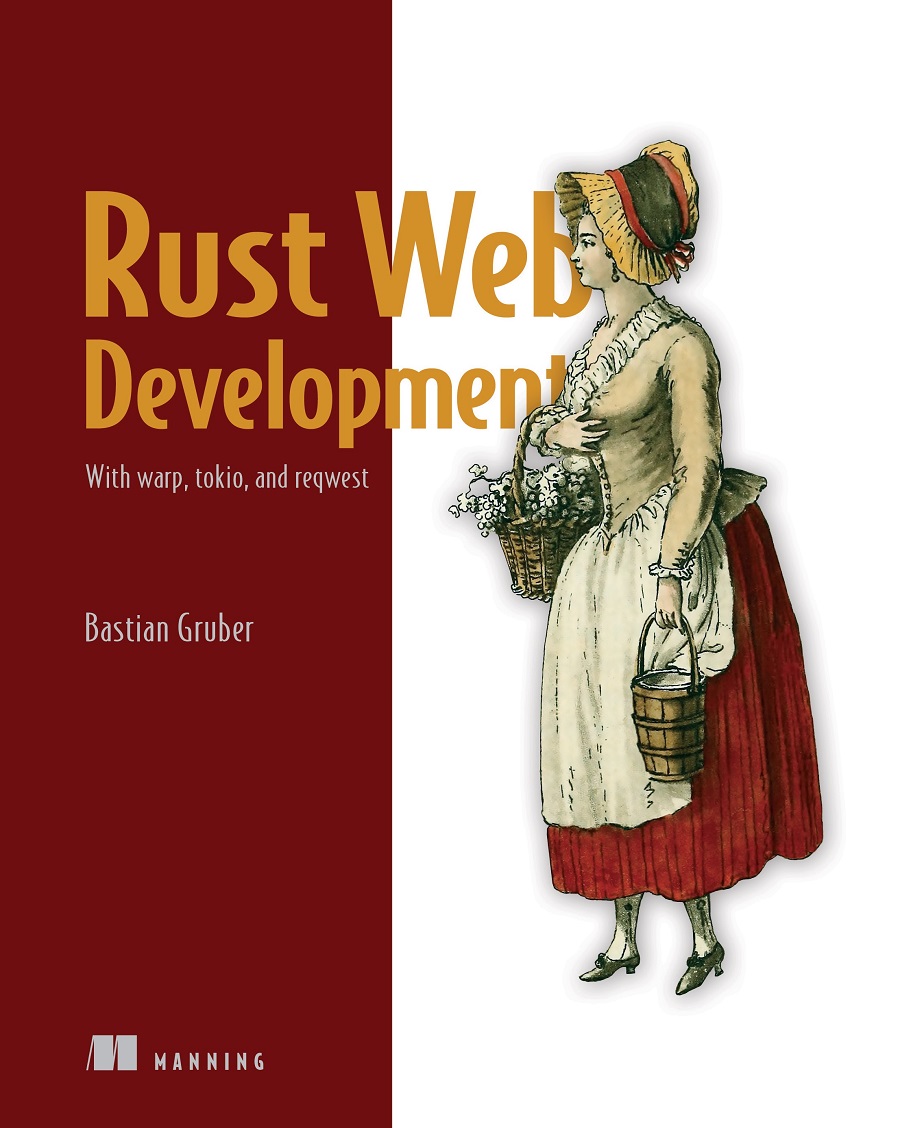 Rust Web
Development
With warp, tokio, and reqwest
Bastian Gruber
MANNING